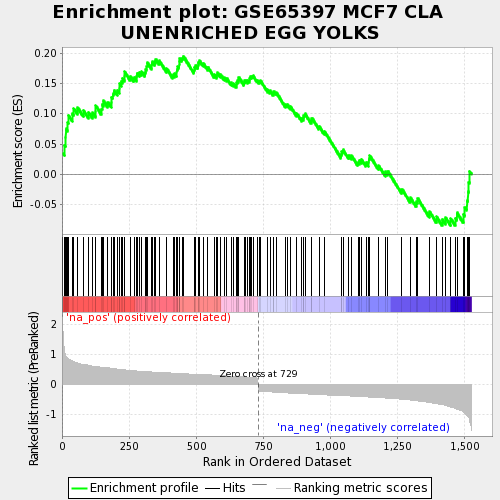 Enrichment plot: GSE65397 MCF7 CLA
UNENRICHED EGG YOLKS
Enrichment score (ES)
0.20
0.15
0.10
0.05
0.00
-0.05
'na_pos' (positively correlated)
Ranked list metric (PreRanked)
2
1
0
-1
Zero cross at 729
'na_neg' (negatively correlated)
0
250
500
750
1,000
1,250
1,500
Rank in Ordered Dataset
Enrichment profile
Hits
Ranking metric scores